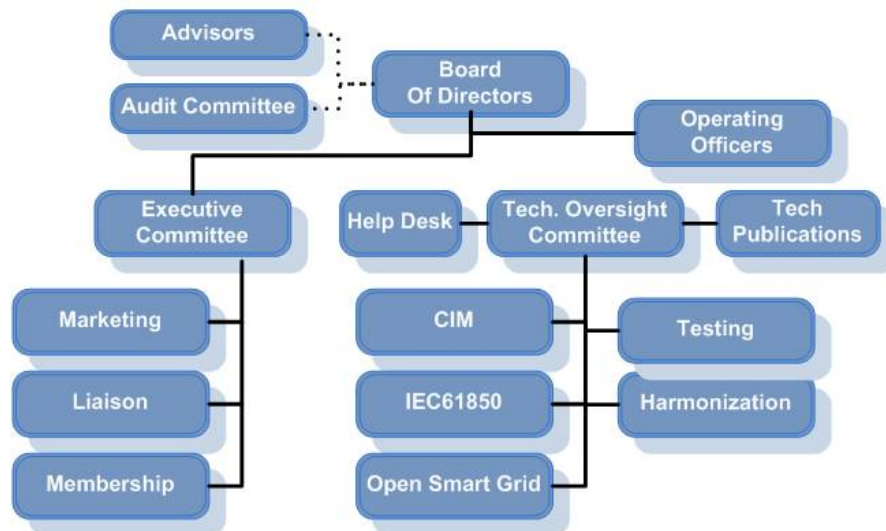 Advisors
Board
Of Directors
Audit Committee
Operating
Officers
Executive
Committee
Help Desk
Tech. Oversight
Committee
Tech
Publications
Marketing
CIM
Testing
Liaison
IEC61850
Harmonization
Membership
Open Smart Grid